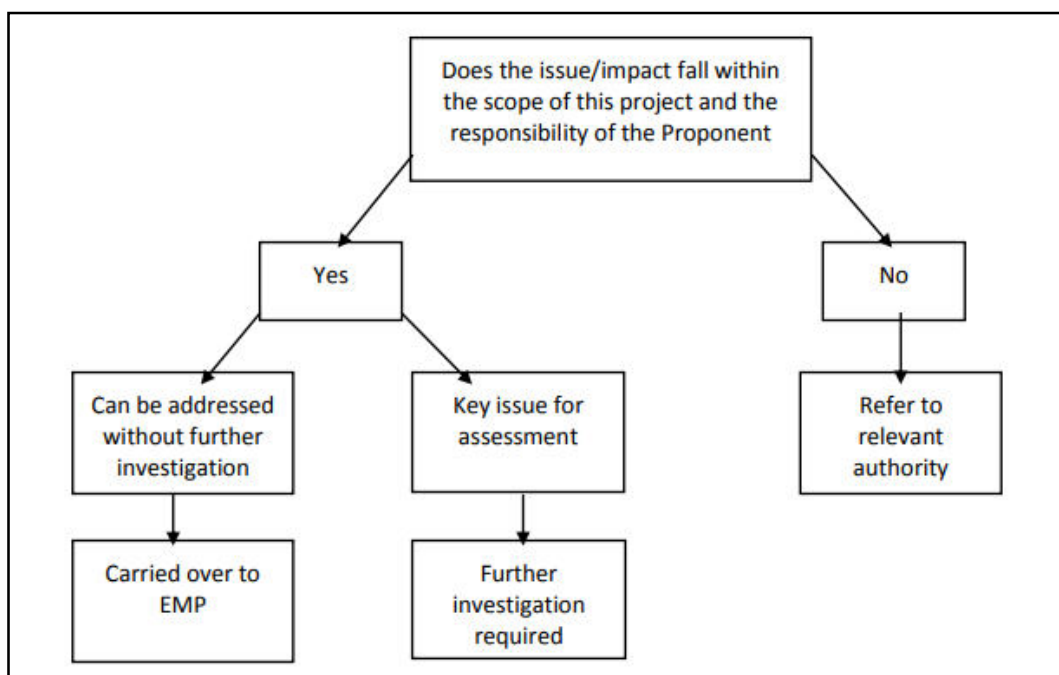 Does the issue/impact fall within
the scope of this project and the
responsibility of the Proponent
Yes
No
Can be addressed
without further
investigation
Key issue for
assessment
Refer to
relevant
authority
Carried over to
EMP
Further
investigation
required